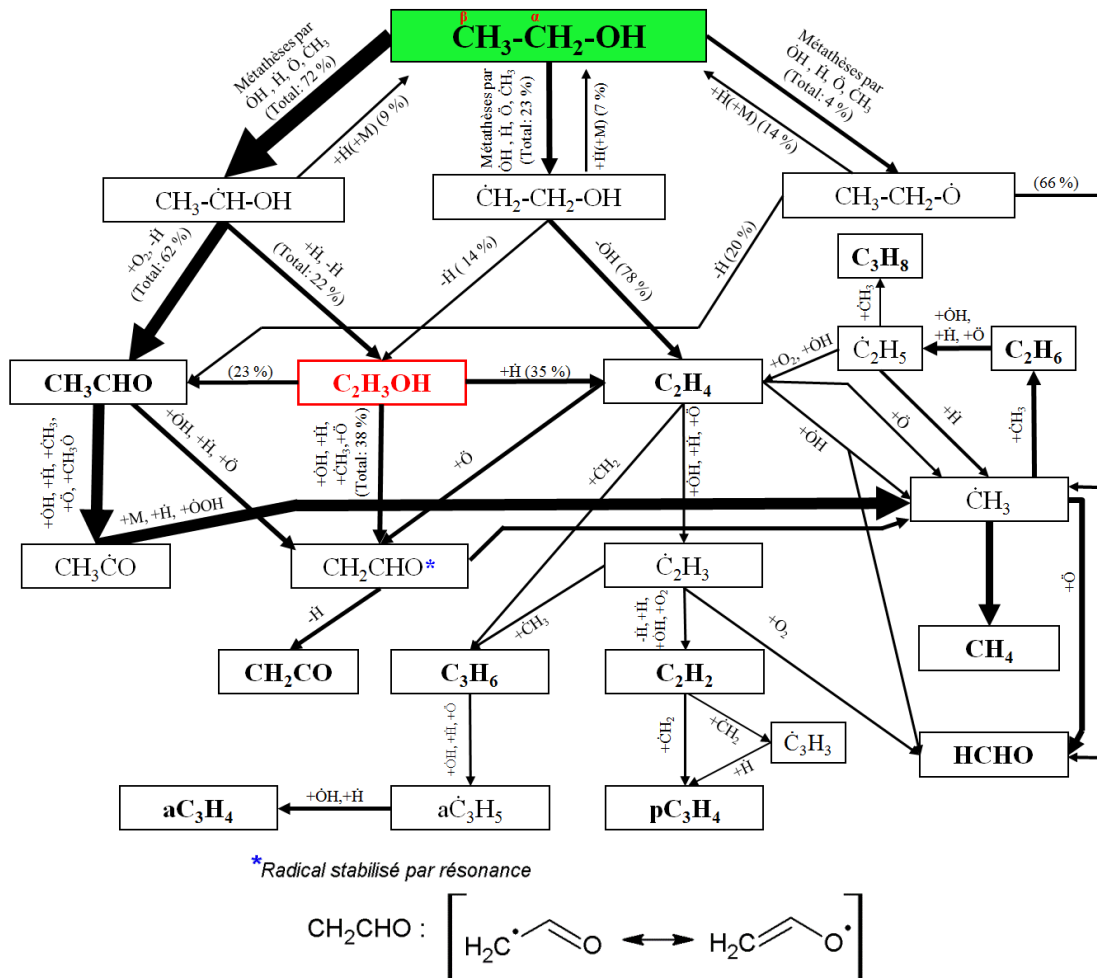 β α
CH₃-CH₂-OH
Métathèses par
ȮH , Ḣ, Ö, ĊH₃
(Total: 72 %)
+Ḣ(+M) (9 %)
Métathèses par
ȮH , Ḣ, Ö, ĊH₃
(Total: 23 %)
+Ḣ(+M) (7 %)
+Ḣ(+M) (14 %)
Métathèses par
ȮH , Ḣ, Ö, ĊH₃
(Total: 4 %)
CH₃-ĊH-OH
ĊH₂-CH₂-OH
CH₃-CH₂-Ȯ
(66 %)
+O₂, -Ḣ
(Total: 62 %)
+Ḣ, -Ḣ
(Total: 22 %)
-Ḣ ( 14 %)
-ȮH (78 %)
-Ḣ (20 %)
C₃H₈
+ĊH₃
CH₃CHO
(23 %)
C₂H₃OH
+Ḣ (35 %)
C₂H₄
+O₂, +ȮH
Ċ₂H₅
+ȮH,
+Ḣ, +Ö
C₂H₆
+ȮH, +Ḣ, +ĊH₃,
+Ö, +CH₃Ö
+ȮH, +Ḣ, +Ö
+ȮH, +Ḣ,
+ĊH₃,+Ö
(Total: 38 %)
+Ö
+ĊH₂
+ȮH, +Ḣ, +Ö
+ȮH
+Ö
+Ḣ
+ĊH₃
+M, +Ḣ, +ȮOH
ĊH₃
CH₃ĊO
CH₂CHO*
Ċ₂H₃
+Ö
-Ḣ
+ĊH₃
-Ḣ, +Ḣ,
+ȮH, +O₂
+O₂
CH₂CO
C₃H₆
C₂H₂
CH₄
+ȮH, +Ḣ, +Ö
+ĊH₂
+ĊH₂
Ċ₃H₃
+Ḣ
HCHO
aC₃H₄
+ȮH,+Ḣ
aĊ₃H₅
pC₃H₄
*Radical stabilisé par résonance
CH₂CHO :
H₂C• O H₂C O•